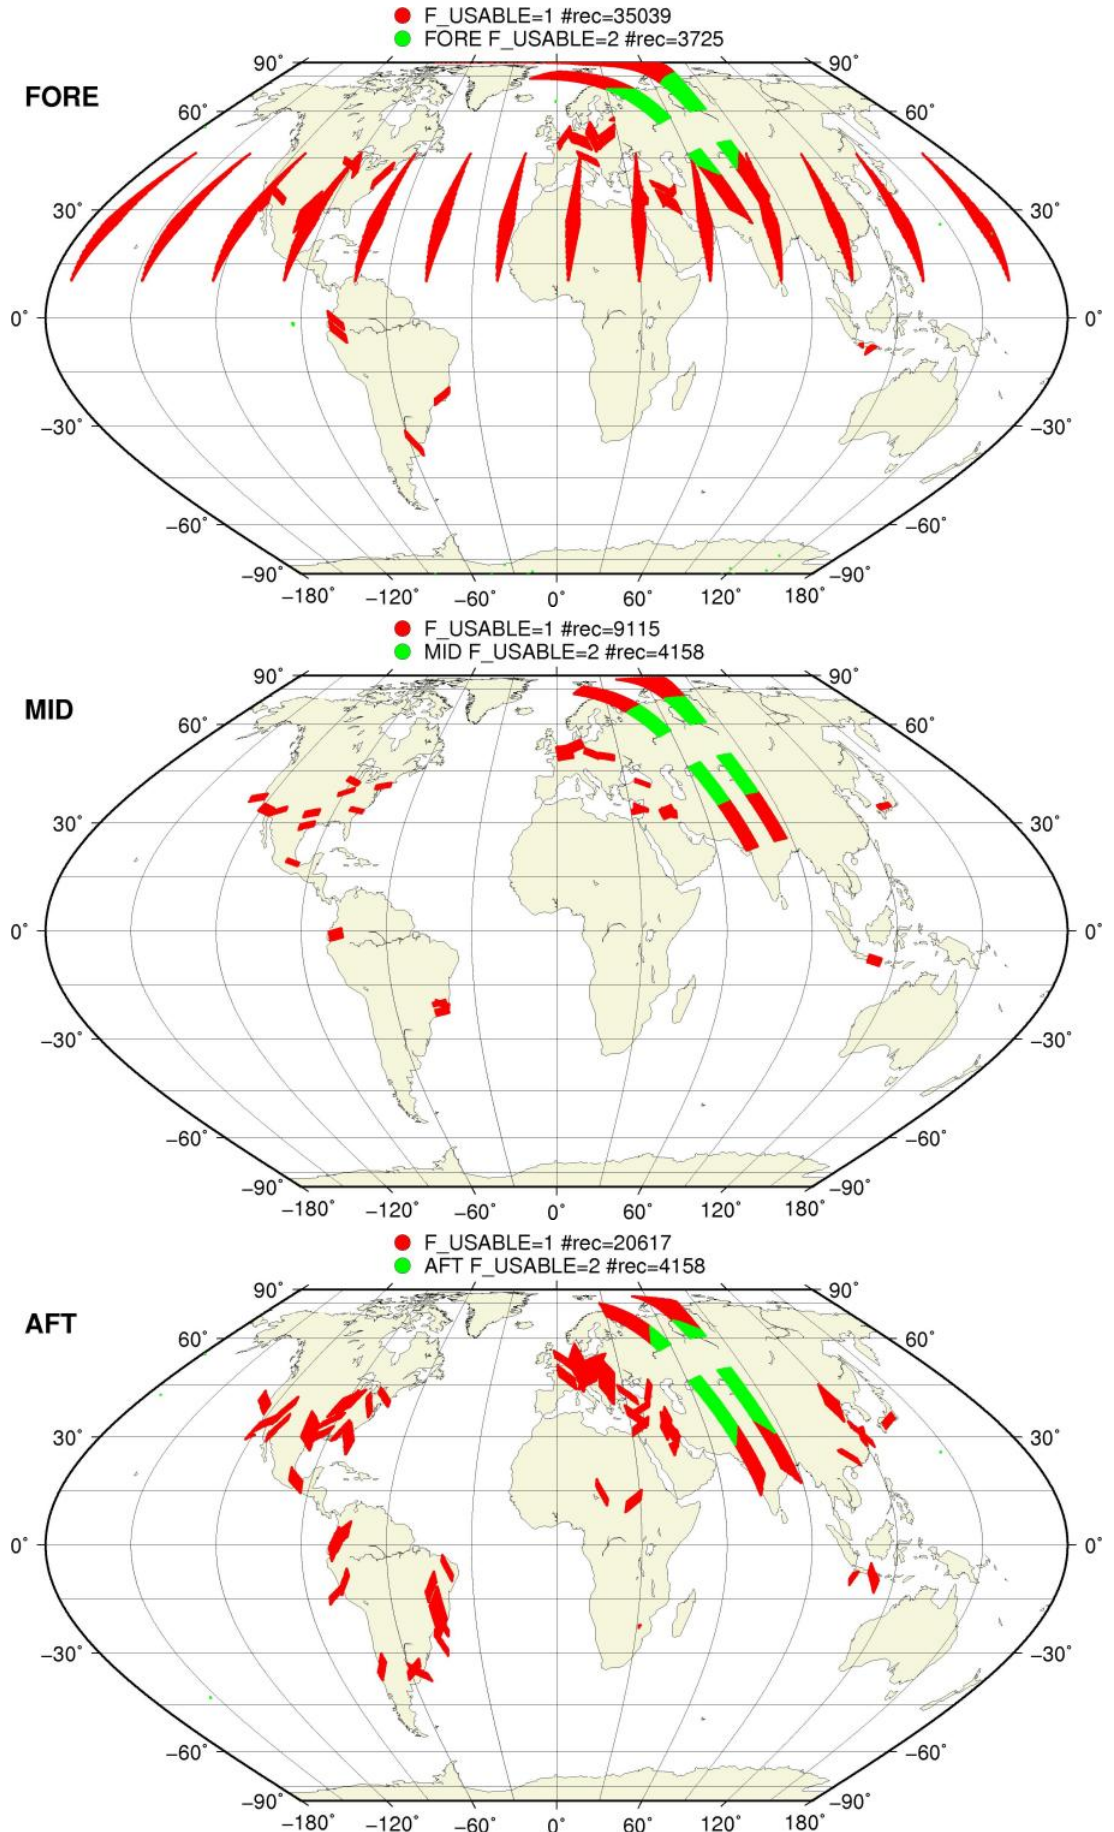 F_USABLE=1 #rec=35039
FORE F_USABLE=2 #rec=3725
FORE
90° 90°
60° 60°
30° 30°
0° 0°
−30° −30°
−60° −60°
−90° −90°
−180° −120° −60° 0° 60° 120° 180°
F_USABLE=1 #rec=9115
MID F_USABLE=2 #rec=4158
MID
90° 90°
60° 60°
30° 30°
0° 0°
−30° −30°
−60° −60°
−90° −90°
−180° −120° −60° 0° 60° 120° 180°
F_USABLE=1 #rec=20617
AFT F_USABLE=2 #rec=4158
AFT
90° 90°
60° 60°
30° 30°
0° 0°
−30° −30°
−60° −60°
−90° −90°
−180° −120° −60° 0° 60° 120° 180°